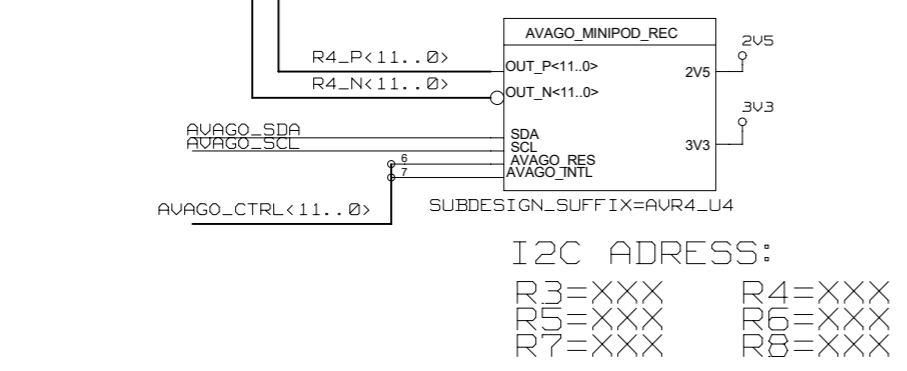 AVAGO_MINIPOD_REC
2V5
R4_P<11..0>
OUT_P<11..0>
2V5
R4_N<11..0>
OUT_N<11..0>
3V3
AVAGO_SDA
SDA
AVAGO_SCL
SCL
3V3
6
AVAGO_RES
7
AVAGO_INTL
AVAGO_CTRL<11..0>
SUBDESIGN_SUFFIX=AVR4_U4
I2C ADRESS:
R3=XXX R4=XXX
R5=XXX R6=XXX
R7=XXX R8=XXX